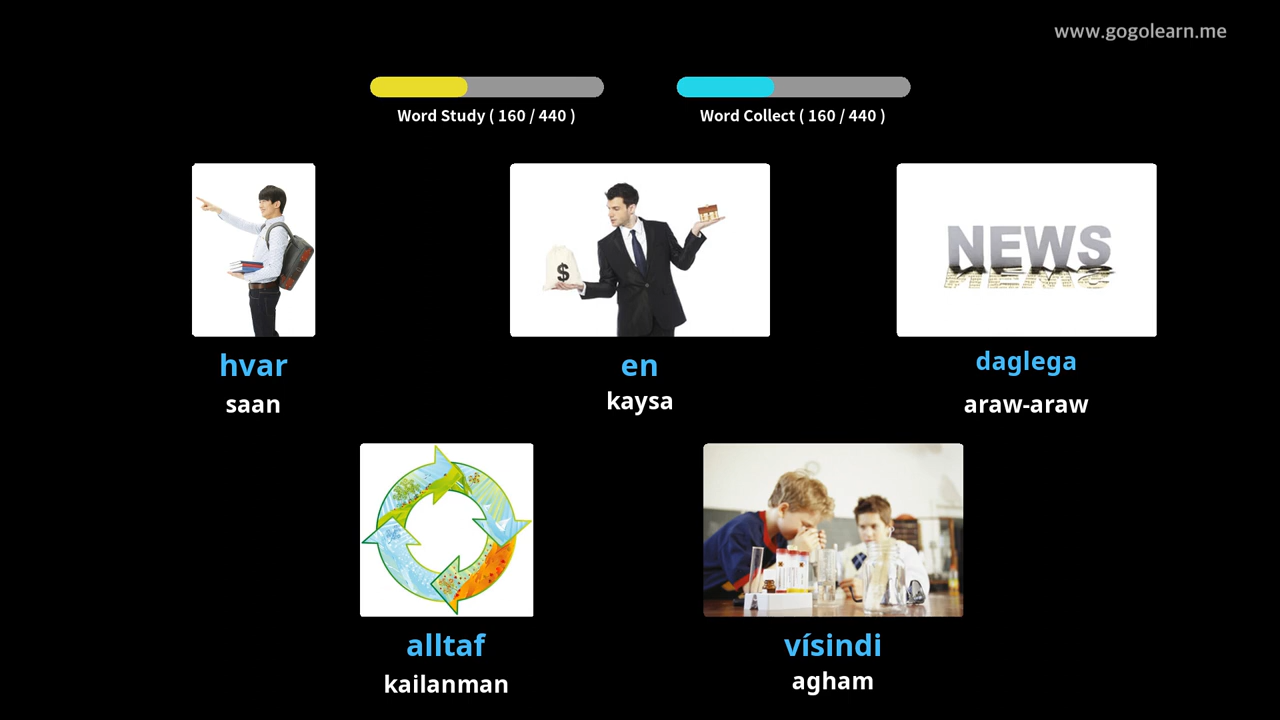 www.gogolearn.me
Word Study ( 160 / 440 )
Word Collect ( 160 / 440 )
$
NEWS
hvar
saan
en
kaysa
daglega
araw-araw
alltaf
kailanman
vísindi
agham